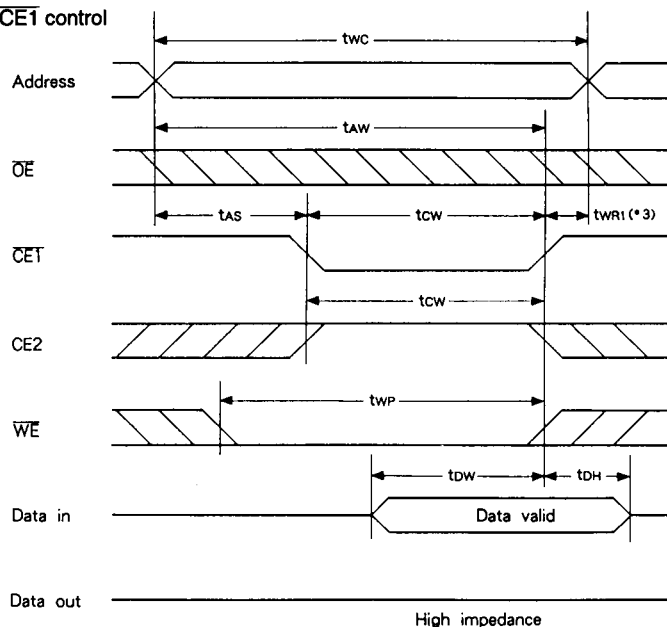 CE1 control
tWC
Address
tAW
OE
tAS tCW tWR1(*3)
CE1
tCW
CE2
tWP
WE
tDW tDH
Data in Data valid
Data out
High impedance